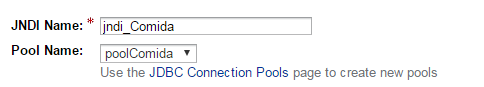 JNDI Name: * jndi_Comida
Pool Name: poolComida
Use the JDBC Connection Pools page to create new pools